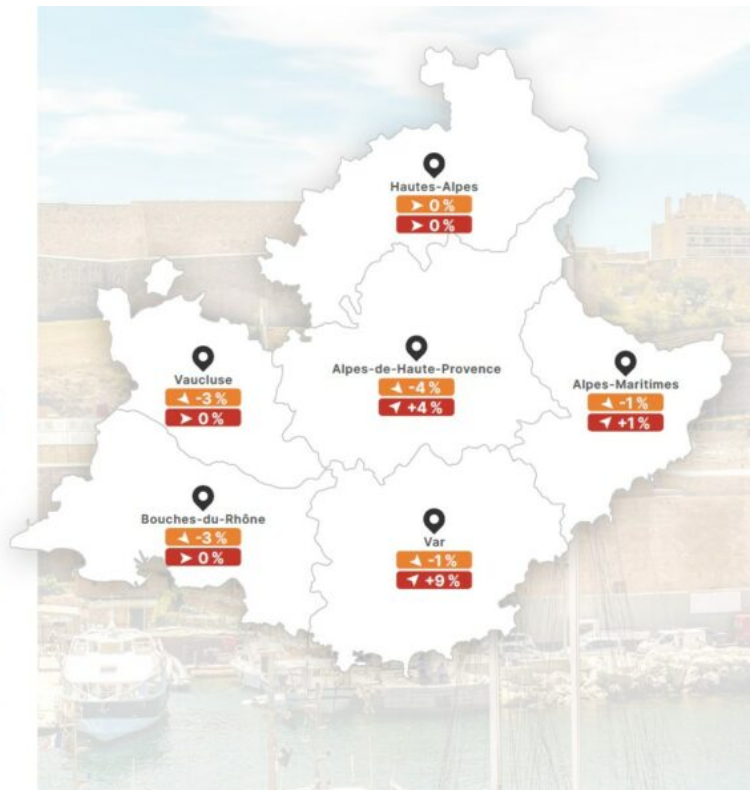 Hautes-Alpes
0 %
0 %
Alpes-de-Haute-Provence
-4 %
+4 %
Vaucluse
-3 %
0 %
Alpes-Maritimes
-1 %
+1 %
Bouches-du-Rhône
-3 %
0 %
Var
-1 %
+9 %